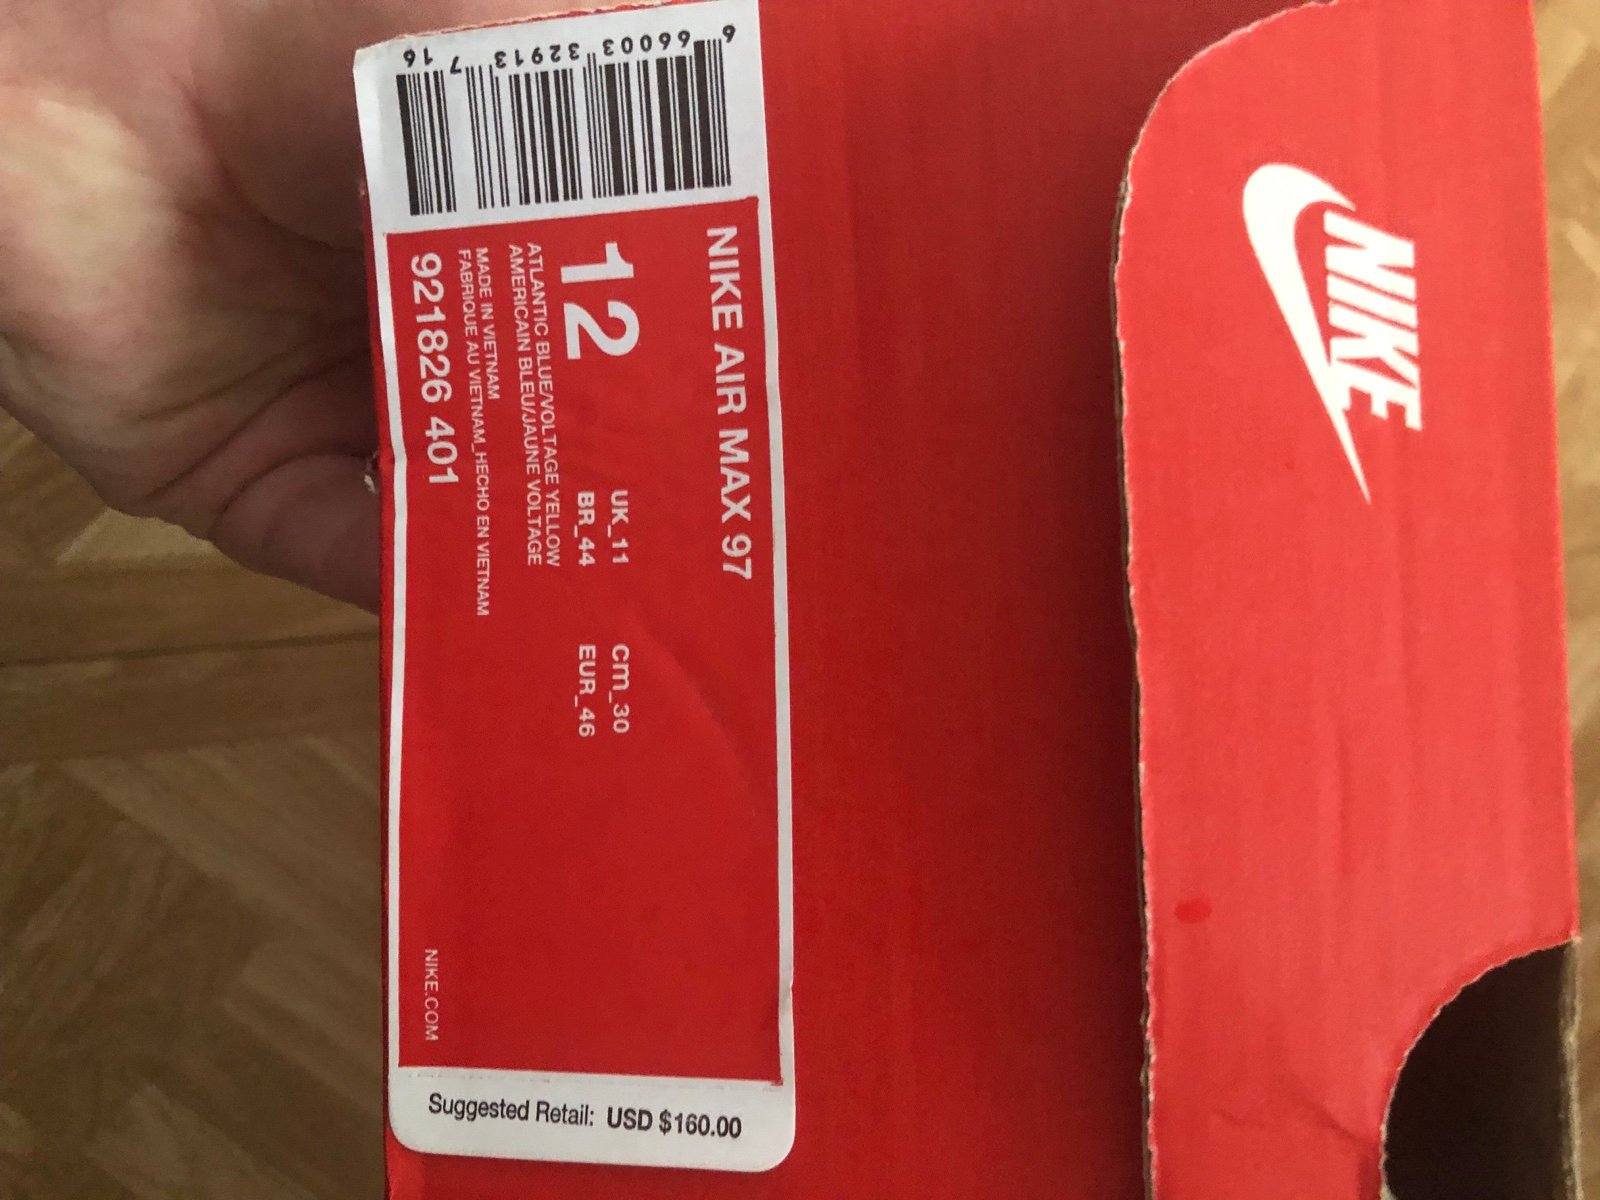 NIKE
NIKE AIR MAX 97
12
UK_11 cm_30
BR_44 EUR_46
ATLANTIC BLUE/VOLTAGE YELLOW
AMERICAIN BLEU/JAUNE VOLTAGE
MADE IN VIETNAM
FABRIQUE AU VIETNAM_HECHO EN VIETNAM
921826 401
NIKE.COM
6 66003 32913 7 16
Suggested Retail: USD $160.00